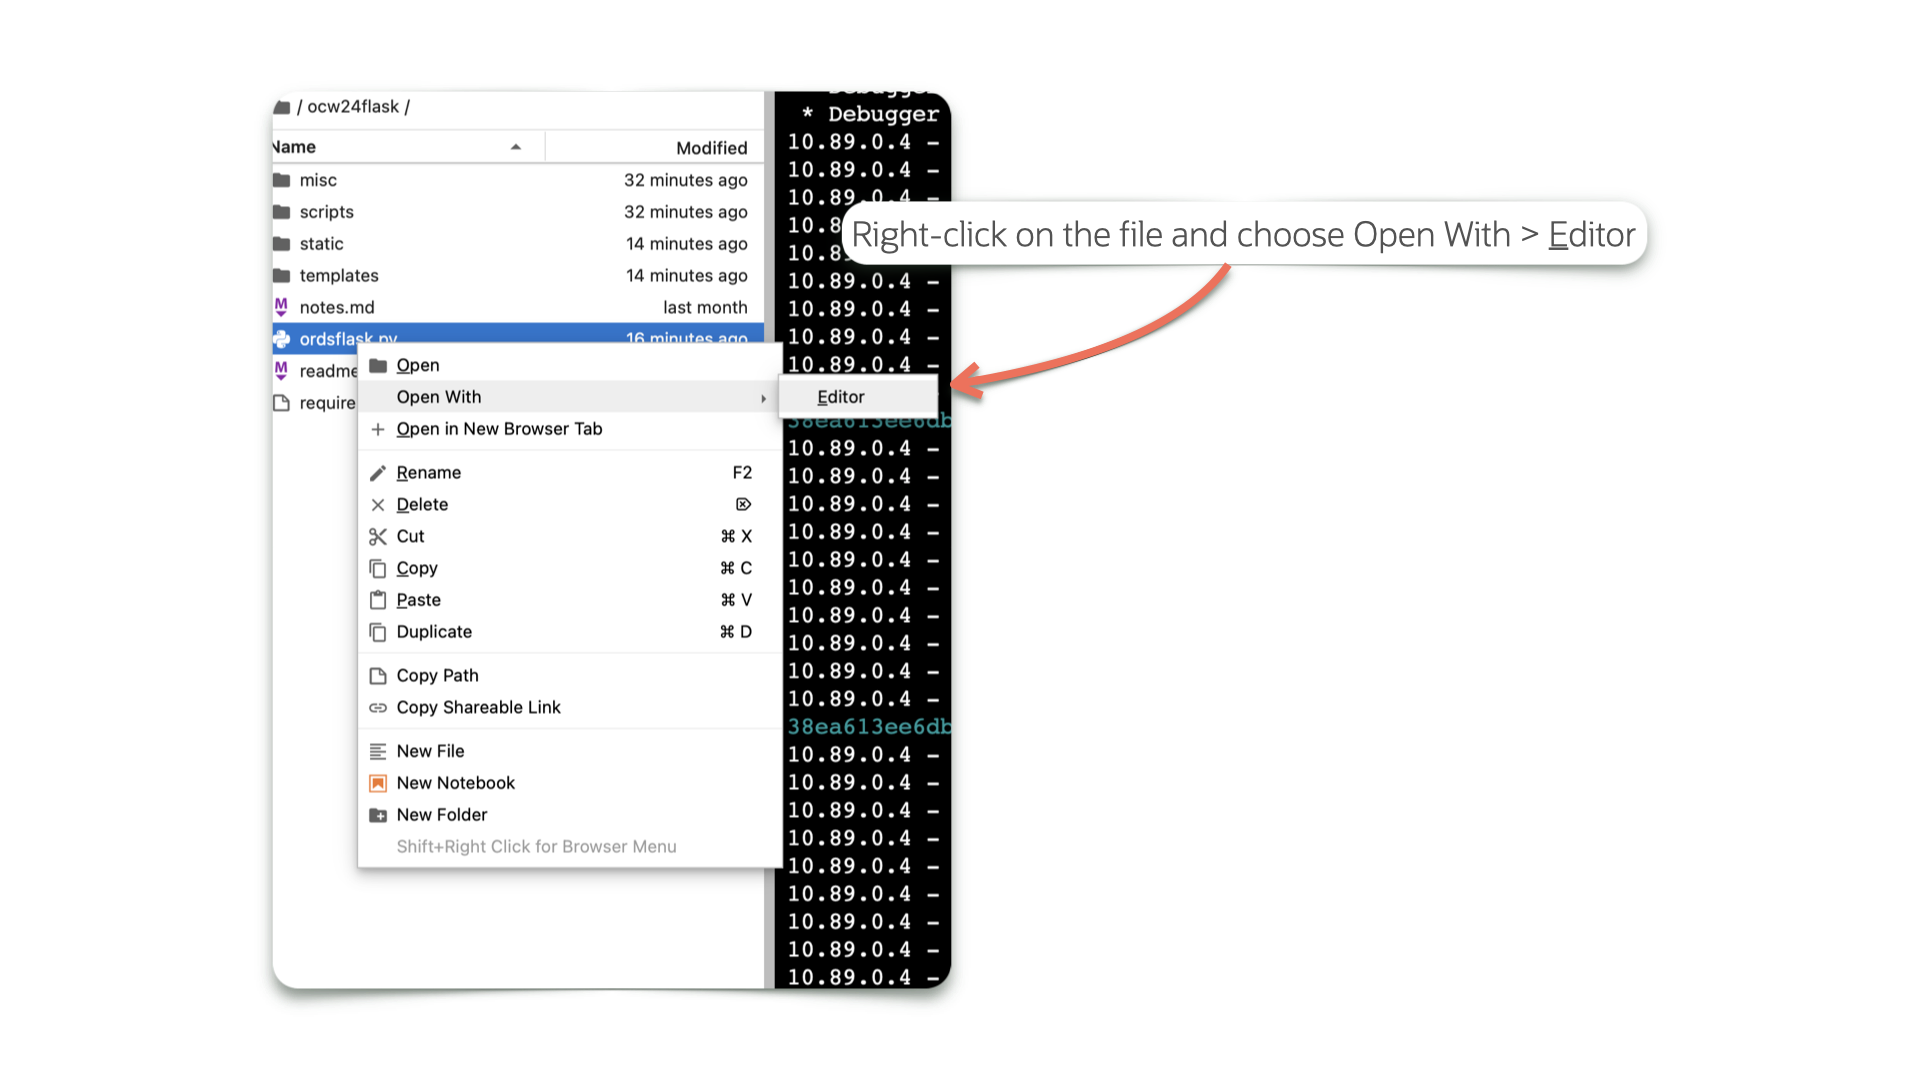 / ocw24flask /
Name Modified
misc 32 minutes ago
scripts 32 minutes ago
static 14 minutes ago
templates 14 minutes ago
notes.md last month
ordsflask.py 16 minutes ago
readme
require
Open
Open With
Editor
Open in New Browser Tab
Rename F2
Delete
Cut ⌘ X
Copy ⌘ C
Paste ⌘ V
Duplicate ⌘ D
Copy Path
Copy Shareable Link
New File
New Notebook
New Folder
Shift+Right Click for Browser Menu
Debugger
* Debugger
10.89.0.4 –
10.89.0.4 –
10.89.0.4 –
10.8
10.89
10.89.0.4 –
10.89.0.4 –
10.89.0.4 –
10.89.0.4 –
38ea613ee6db
10.89.0.4 –
10.89.0.4 –
10.89.0.4 –
10.89.0.4 –
10.89.0.4 –
10.89.0.4 –
10.89.0.4 –
10.89.0.4 –
10.89.0.4 –
10.89.0.4 –
38ea613ee6db
10.89.0.4 –
10.89.0.4 –
10.89.0.4 –
10.89.0.4 –
10.89.0.4 –
10.89.0.4 –
10.89.0.4 –
10.89.0.4 –
10.89.0.4 –
Right-click on the file and choose Open With > Editor